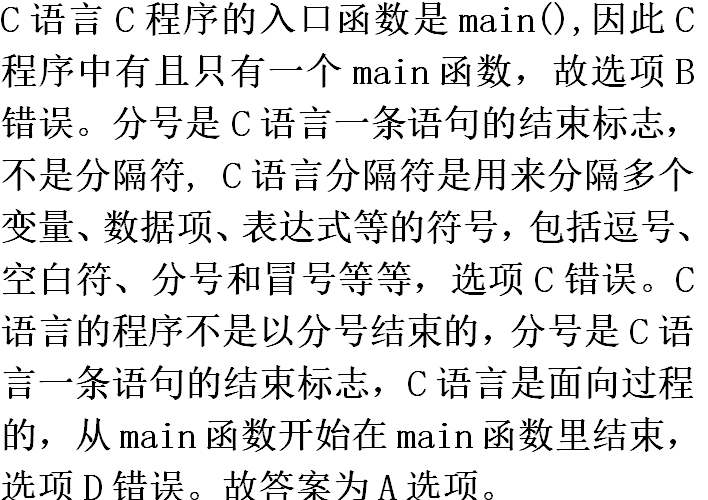 C 语言 C 程序的入口函数是 main(),因此 C
程序中有且只有一个 main 函数，故选项 B
错误。分号是 C 语言一条语句的结束标志，
不是分隔符, C 语言分隔符是用来分隔多个
变量、数据项、表达式等的符号，包括逗号、
空白符、分号和冒号等等，选项 C 错误。C
语言的程序不是以分号结束的，分号是 C 语
言一条语句的结束标志，C 语言是面向过程
的，从 main 函数开始在 main 函数里结束，
选项 D 错误。故答案为 A 选项。